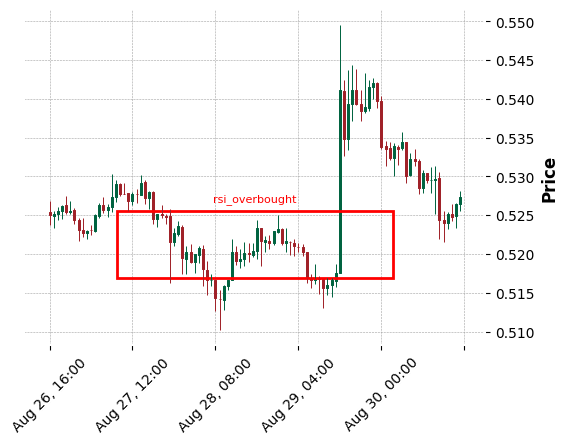 0.550
0.545
0.540
0.535
0.530
0.525
0.520
0.515
0.510
Price
rsi_overbought
Aug 26, 16:00
Aug 27, 12:00
Aug 28, 08:00
Aug 29, 04:00
Aug 30, 00:00